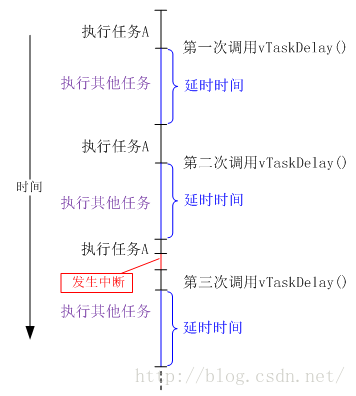 执行任务A
第一次调用vTaskDelay()
执行其他任务
延时时间
执行任务A
第二次调用vTaskDelay()
时间
执行其他任务
延时时间
执行任务A
发生中断
第三次调用vTaskDelay()
执行其他任务
延时时间
http://blog.csdn.net/